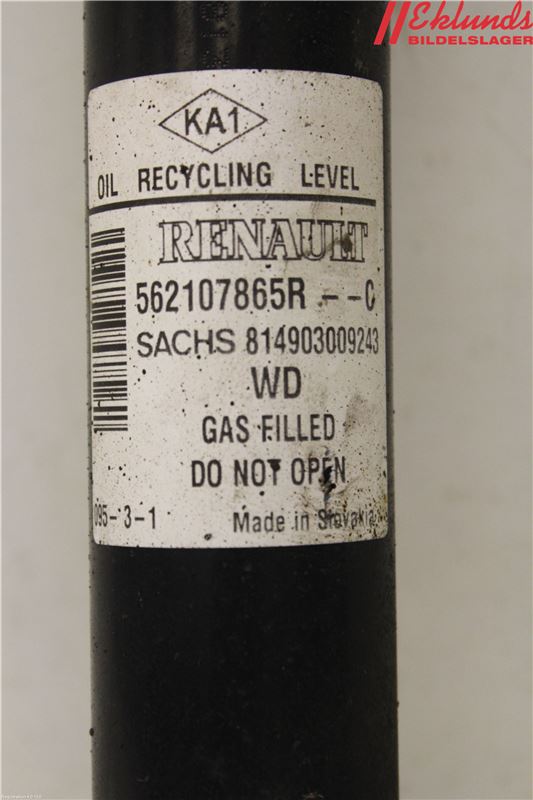 Eklunds
BILDELSLAGER
KA1
OIL RECYCLING LEVEL
RENAULT
562107865R --C
SACHS 814903009243
WD
GAS FILLED
DO NOT OPEN
095-3-1
Made in Slovakia